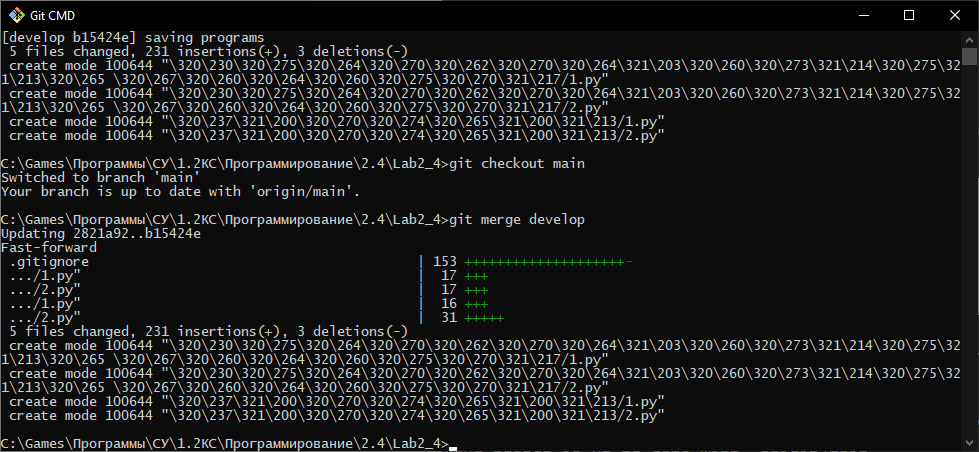 Git CMD
[develop b15424e] saving programs
 5 files changed, 231 insertions(+), 3 deletions(-)
 create mode 100644 "\320\230\320\275\320\264\320\270\320\262\320\270\320\264\321\203\320\260\320\273\321\214\320\275\32
1\213\320\265 \320\267\320\260\320\264\320\260\320\275\320\270\321\217/1.py"
 create mode 100644 "\320\230\320\275\320\264\320\270\320\262\320\270\320\264\321\203\320\260\320\273\321\214\320\275\32
1\213\320\265 \320\267\320\260\320\264\320\260\320\275\320\270\321\217/2.py"
 create mode 100644 "\320\237\321\200\320\270\320\274\320\265\321\200\321\213/1.py"
 create mode 100644 "\320\237\321\200\320\270\320\274\320\265\321\200\321\213/2.py"
C:\Games\Программы\СУ\1.2КС\Программирование\2.4\Lab2_4>git checkout main
Switched to branch 'main'
Your branch is up to date with 'origin/main'.
C:\Games\Программы\СУ\1.2КС\Программирование\2.4\Lab2_4>git merge develop
Updating 2821a92..b15424e
Fast-forward
 .gitignore | 153 ++++++++++++++++++++-
 .../1.py" | 17 +++
 .../2.py" | 17 +++
 .../1.py" | 16 +++
 .../2.py" | 31 +++++
 5 files changed, 231 insertions(+), 3 deletions(-)
 create mode 100644 "\320\230\320\275\320\264\320\270\320\262\320\270\320\264\321\203\320\260\320\273\321\214\320\275\32
1\213\320\265 \320\267\320\260\320\264\320\260\320\275\320\270\321\217/1.py"
 create mode 100644 "\320\230\320\275\320\264\320\270\320\262\320\270\320\264\321\203\320\260\320\273\321\214\320\275\32
1\213\320\265 \320\267\320\260\320\264\320\260\320\275\320\270\321\217/2.py"
 create mode 100644 "\320\237\321\200\320\270\320\274\320\265\321\200\321\213/1.py"
 create mode 100644 "\320\237\321\200\320\270\320\274\320\265\321\200\321\213/2.py"
C:\Games\Программы\СУ\1.2КС\Программирование\2.4\Lab2_4>